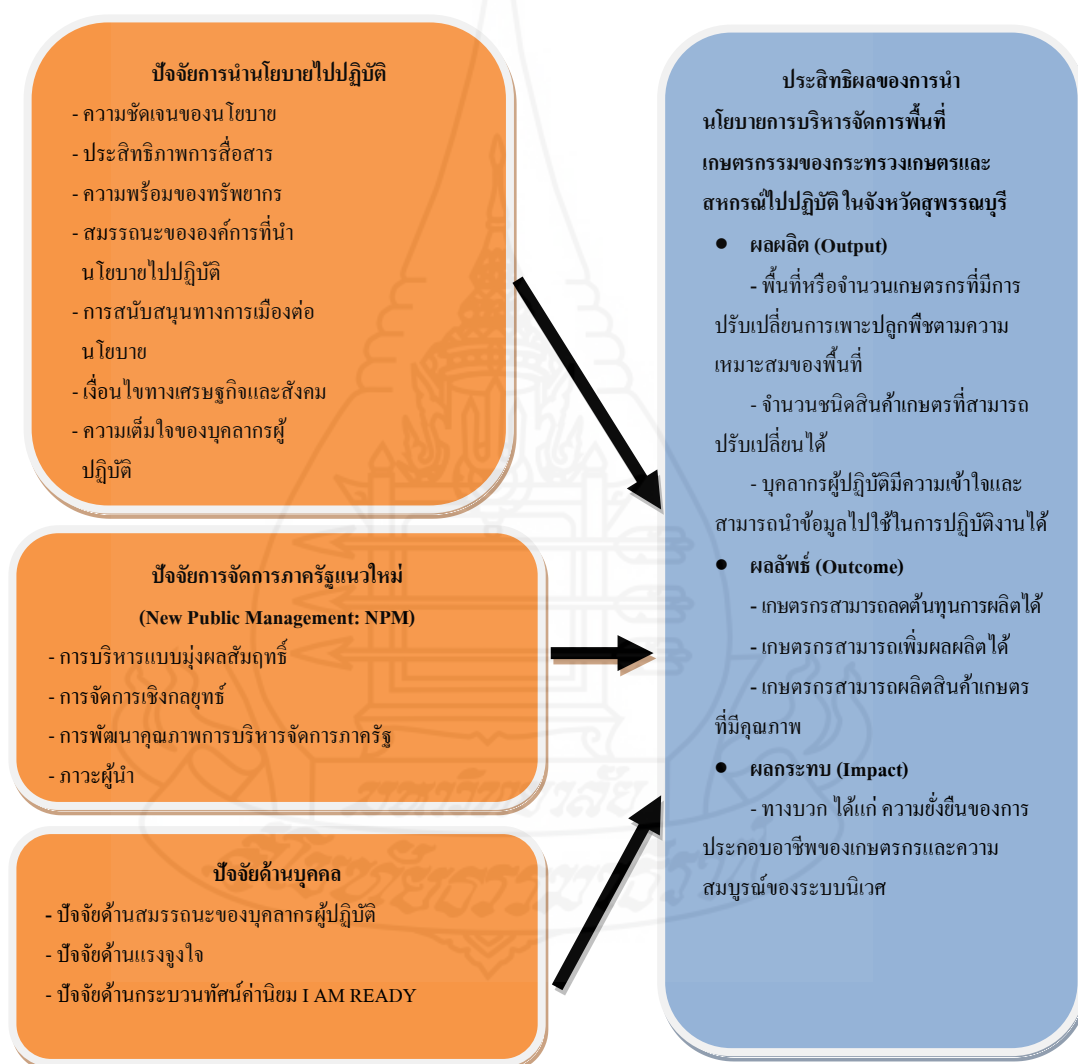 ปัจจัยการนำนโยบายไปปฏิบัติ
- ความชัดเจนของนโยบาย
- ประสิทธิภาพการสื่อสาร
- ความพร้อมของทรัพยากร
- สมรรถนะขององค์การที่นำ
นโยบายไปปฏิบัติ
- การสนับสนุนทางการเมืองต่อ
นโยบาย
- เงื่อนไขทางเศรษฐกิจและสังคม
- ความเต็มใจของบุคลากรผู้
ปฏิบัติ
ปัจจัยการจัดการภาครัฐแนวใหม่
(New Public Management: NPM)
- การบริหารแบบมุ่งผลสัมฤทธิ์
- การจัดการเชิงกลยุทธ์
- การพัฒนาคุณภาพการบริหารจัดการภาครัฐ
- ภาวะผู้นำ
ปัจจัยด้านบุคคล
- ปัจจัยด้านสมรรถนะของบุคลากรผู้ปฏิบัติ
- ปัจจัยด้านแรงจูงใจ
- ปัจจัยด้านกระบวนทัศน์ค่านิยม I AM READY
ประสิทธิผลของการนำ
นโยบายการบริหารจัดการพื้นที่
เกษตรกรรมของกระทรวงเกษตรและ
สหกรณ์ไปปฏิบัติ ในจังหวัดสุพรรณบุรี
● ผลผลิต (Output)
- พื้นที่หรือจำนวนเกษตรกรที่มีการ
ปรับเปลี่ยนการเพาะปลูกพืชตามความ
เหมาะสมของพื้นที่
- จำนวนชนิดสินค้าเกษตรที่สามารถ
ปรับเปลี่ยนได้
- บุคลากรผู้ปฏิบัติมีความเข้าใจและ
สามารถนำข้อมูลไปใช้ในการปฏิบัติงานได้
● ผลลัพธ์ (Outcome)
- เกษตรกรสามารถลดต้นทุนการผลิตได้
- เกษตรกรสามารถเพิ่มผลผลิตได้
- เกษตรกรสามารถผลิตสินค้าเกษตร
ที่มีคุณภาพ
● ผลกระทบ (Impact)
- ทางบวก ได้แก่ ความยั่งยืนของการ
ประกอบอาชีพของเกษตรกรและความ
สมบูรณ์ของระบบนิเวศ
มหาวิทยาลัย
สุโขทัยธรรมาธิราช